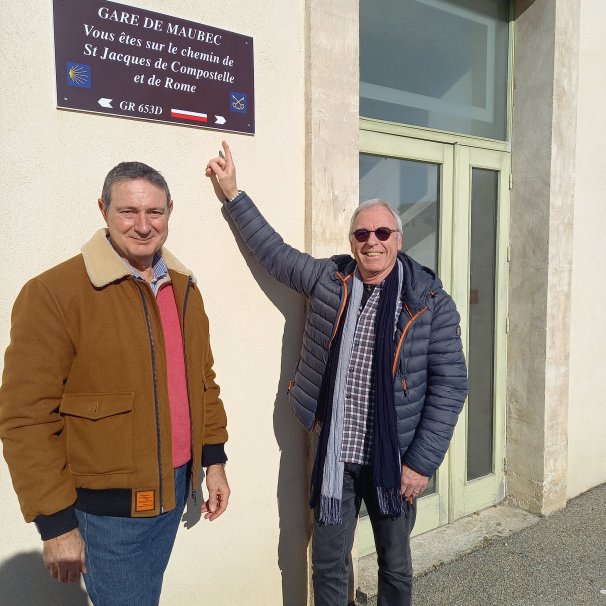 GARE DE MAUBEC
Vous êtes sur le chemin de
St Jacques de Compostelle
et de Rome
GR 653D